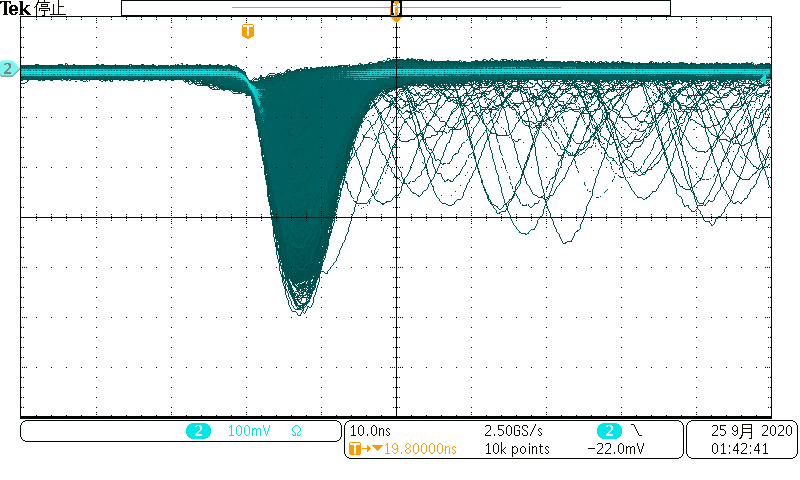 Tek 停止
T
2
2 100mV Ω
10.0ns 2.50GS/s 2
T→▼19.80000ns 10k points -22.0mV
25 9月 2020
01:42:41